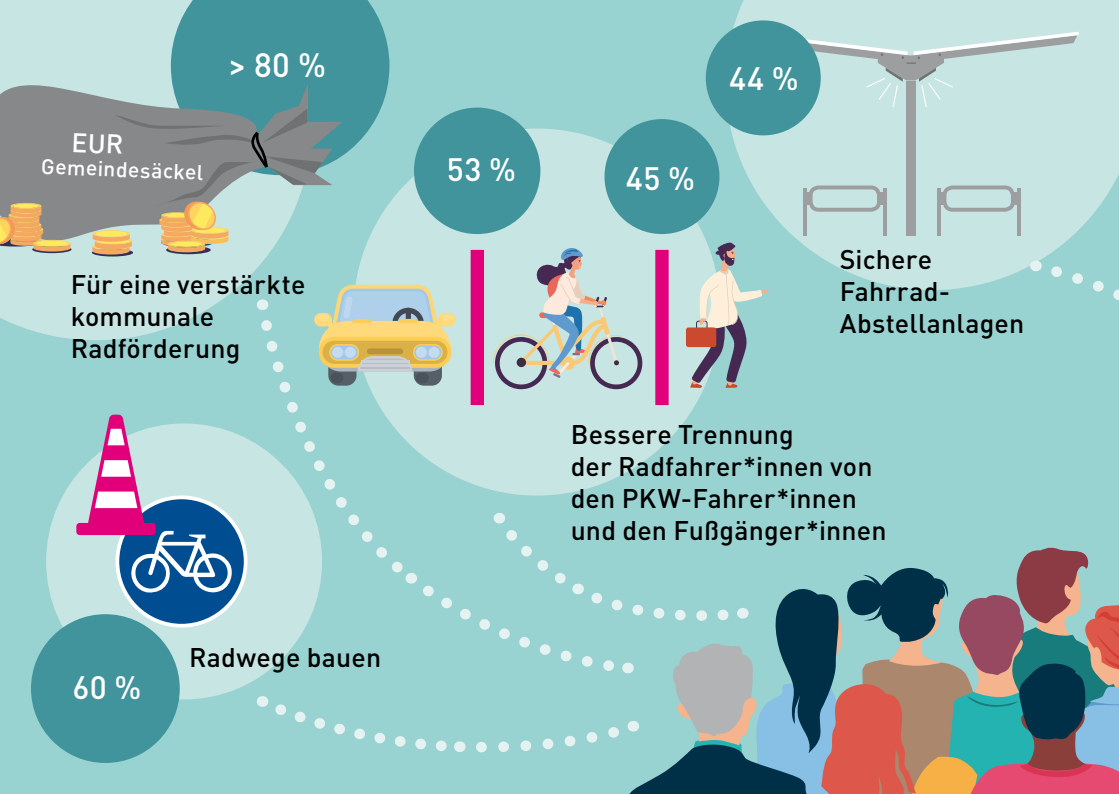 > 80 %
EUR
Gemeindesäckel
Für eine verstärkte
kommunale
Radförderung
53 %
45 %
Bessere Trennung
der Radfahrer*innen von
den PKW-Fahrer*innen
und den Fußgänger*innen
44 %
Sichere
Fahrrad-
Abstellanlagen
60 %
Radwege bauen